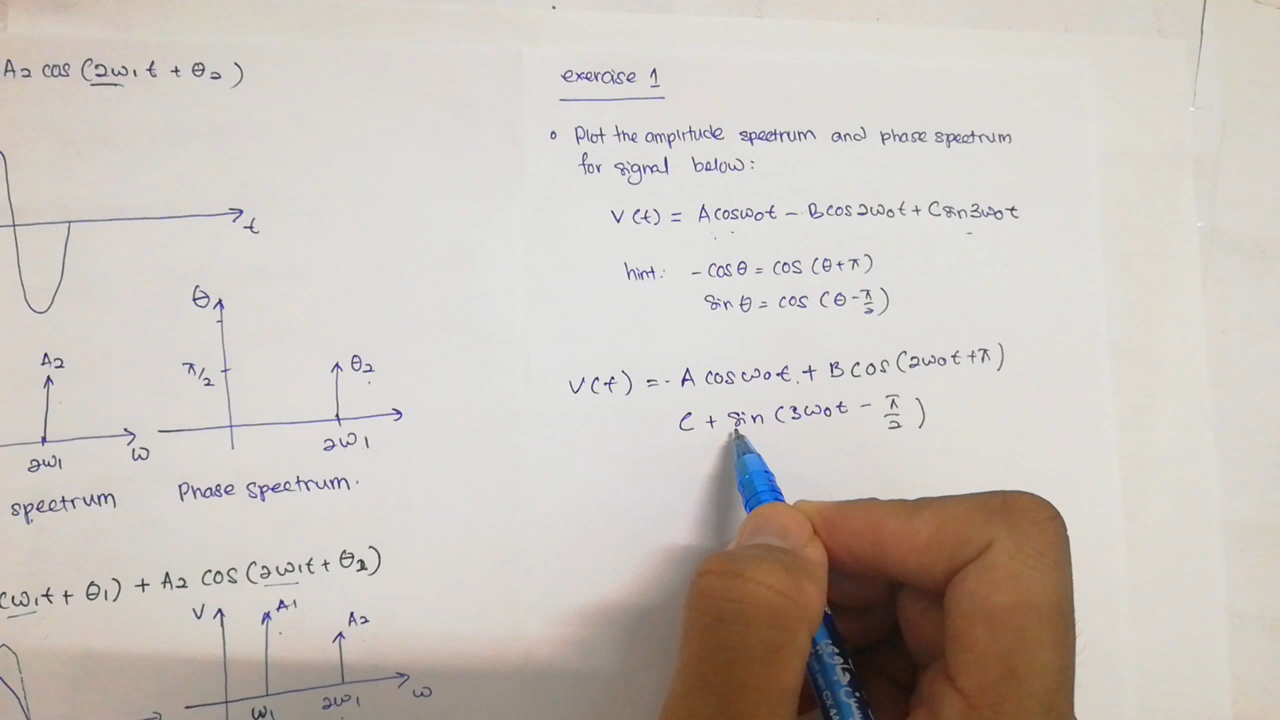 A2 cos (2ω1t + θ2)
t
A2
2ω1
ω
spectrum
θ
π/2
θ2
2ω1
Phase spectrum.
(ω1t + θ1) + A2 cos (2ω1t + θ2)
V
A1
A2
ω1
2ω1
ω
exercise 1
Plot the amplitude spectrum and phase spectrum
for signal below:
V(t) = A cosω0t - B cos 2ω0t + C sin 3ω0t
hint: - cos θ = cos (θ+π)
sin θ = cos (θ - π/2)
V(t) = A cos ω0t + B cos (2ω0t + π)
C + sin (3ω0t - π/2)